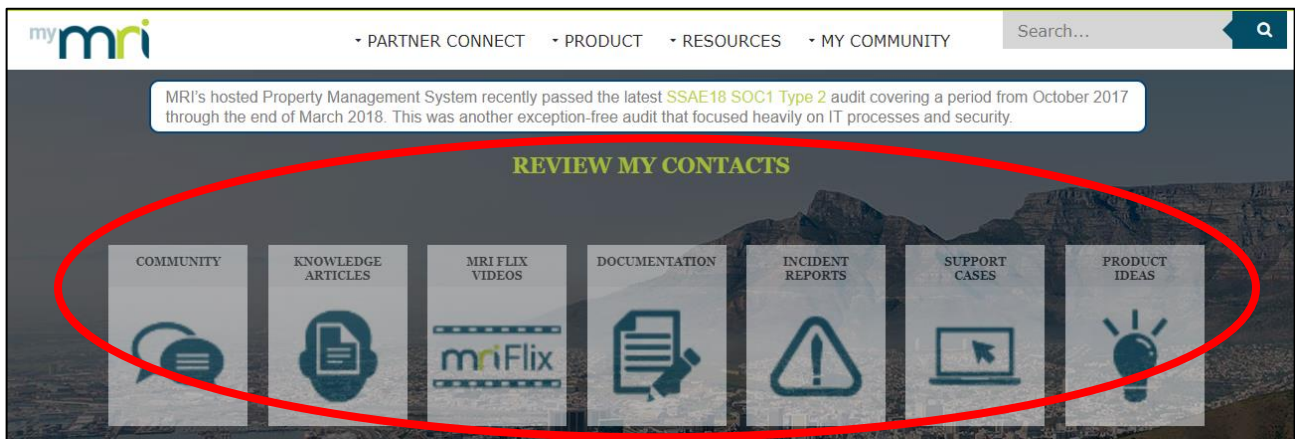 mymri
PARTNER CONNECT
PRODUCT
RESOURCES
MY COMMUNITY
Search...
MRI's hosted Property Management System recently passed the latest SSAE18 SOC1 Type 2 audit covering a period from October 2017
through the end of March 2018. This was another exception-free audit that focused heavily on IT processes and security.
REVIEW MY CONTACTS
COMMUNITY
KNOWLEDGE
ARTICLES
MRI FLIX
VIDEOS
mriFlix
DOCUMENTATION
INCIDENT
REPORTS
SUPPORT
CASES
PRODUCT
IDEAS